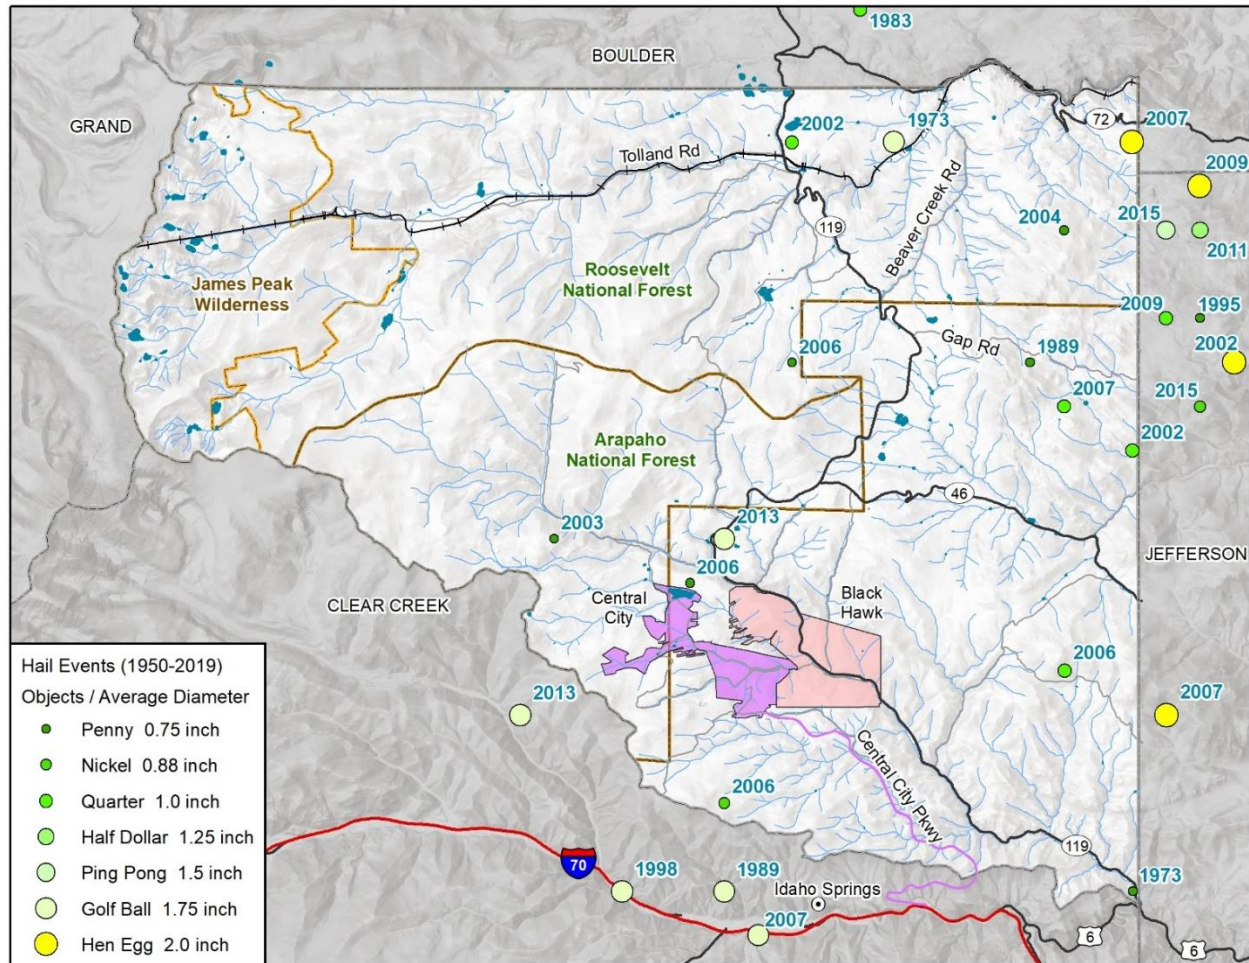 1983
BOULDER
GRAND
72
2007
2002
1973
Tolland Rd
2009
Beaver Creek Rd
119
2004
2015
2011
James Peak
Wilderness
Roosevelt
National Forest
2009
1995
Gap Rd
2006
1989
2002
2007
2015
2002
Arapaho
National Forest
46
2003
2013
JEFFERSON
2006
Central
City
Black
Hawk
CLEAR CREEK
2006
2013
2007
Central City Pkwy
2006
119
70
1998
1989
Idaho Springs
1973
2007
6
6
Hail Events (1950-2019)
Objects / Average Diameter
Penny 0.75 inch
Nickel 0.88 inch
Quarter 1.0 inch
Half Dollar 1.25 inch
Ping Pong 1.5 inch
Golf Ball 1.75 inch
Hen Egg 2.0 inch